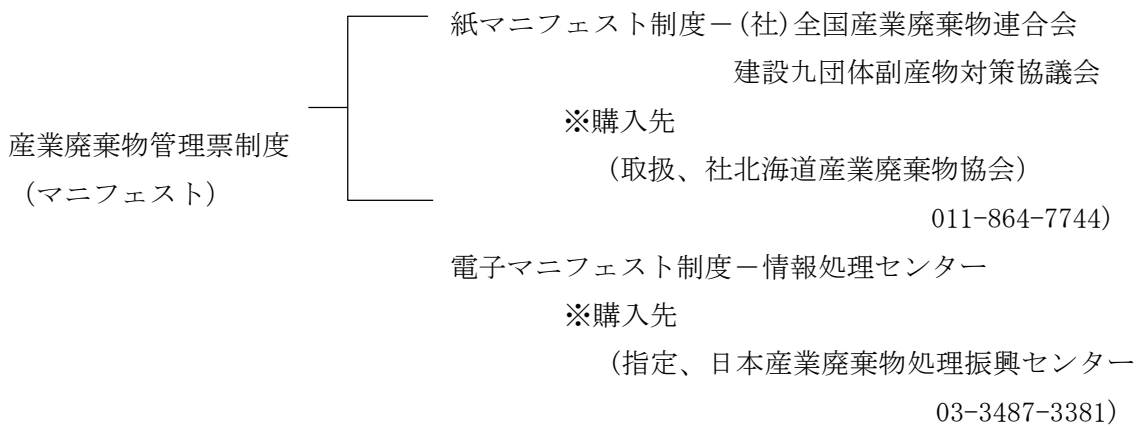 紙マニフェスト制度－(社)全国産業廃棄物連合会
建設九団体副産物対策協議会
※購入先
（取扱、社北海道産業廃棄物協会）
011-864-7744）
産業廃棄物管理票制度
（マニフェスト）
電子マニフェスト制度－情報処理センター
※購入先
（指定、日本産業廃棄物処理振興センター
03-3487-3381）